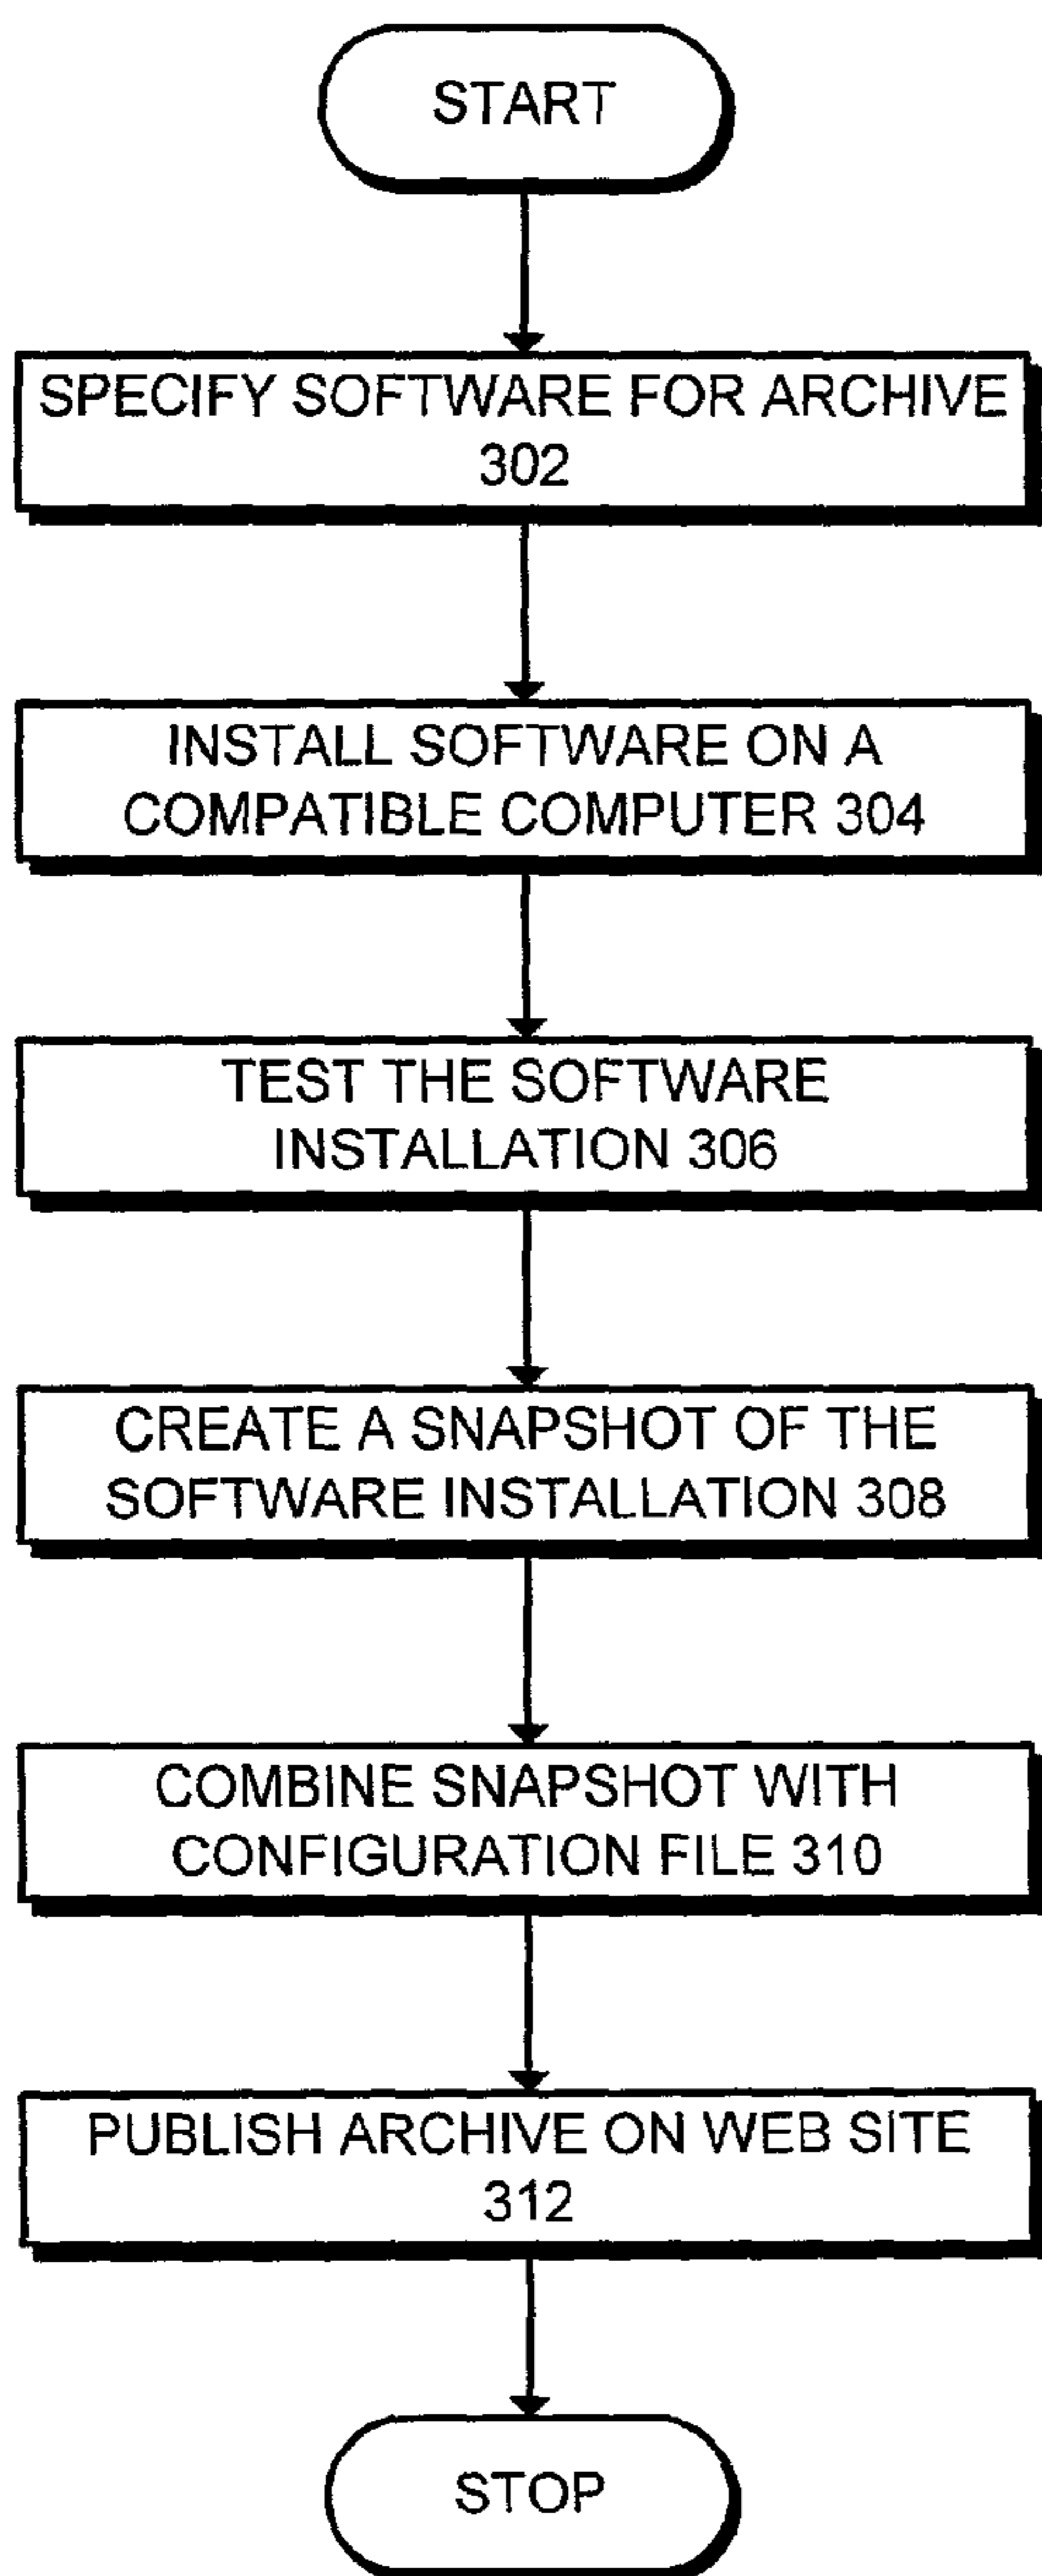 START
SPECIFY SOFTWARE FOR ARCHIVE
302
INSTALL SOFTWARE ON A
COMPATIBLE COMPUTER 304
TEST THE SOFTWARE
INSTALLATION 306
CREATE A SNAPSHOT OF THE
SOFTWARE INSTALLATION 308
COMBINE SNAPSHOT WITH
CONFIGURATION FILE 310
PUBLISH ARCHIVE ON WEB SITE
312
STOP